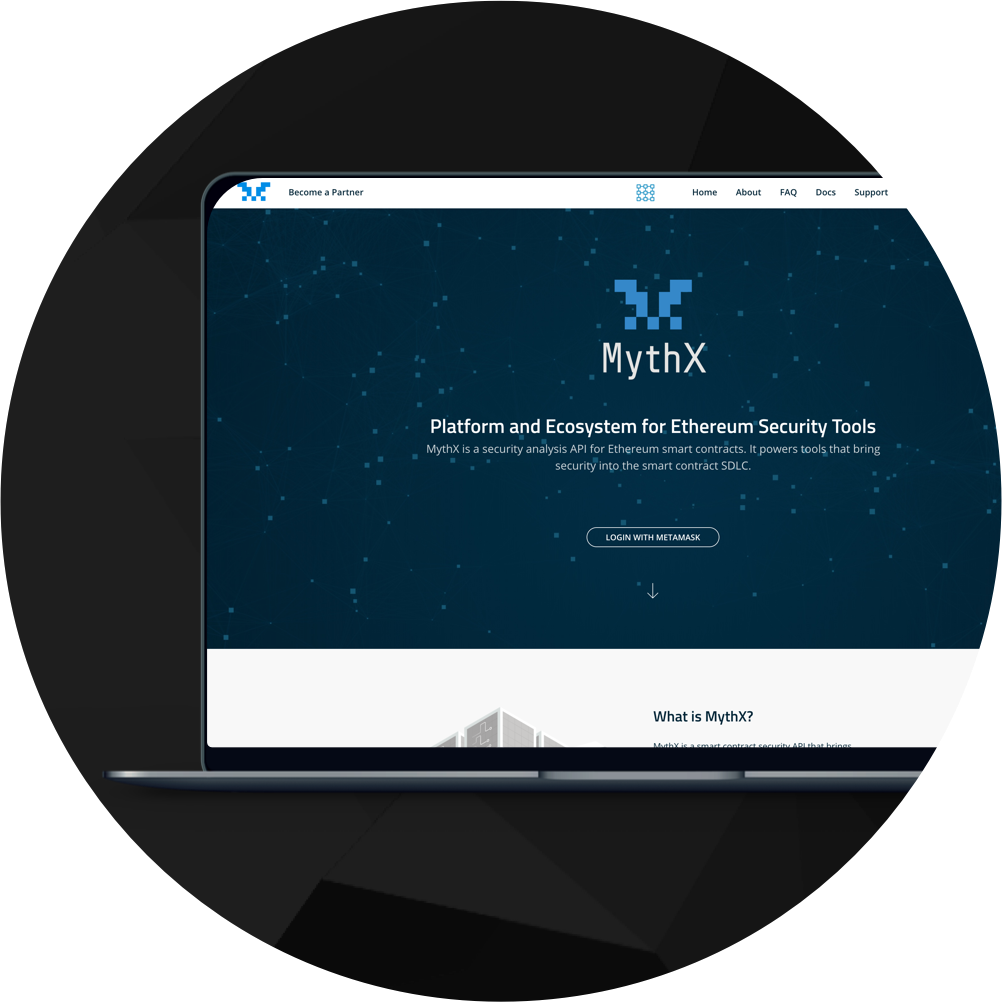 Become a Partner
Home About FAQ Docs Support
MythX
Platform and Ecosystem for Ethereum Security Tools
MythX is a security analysis API for Ethereum smart contracts. It powers tools that bring
security into the smart contract SDLC.
LOGIN WITH METAMASK
What is MythX?
MythX is a smart contract security API that brings